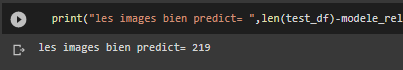 print("les images bien predict= ",len(test_df)-modele_rel
les images bien predict= 219